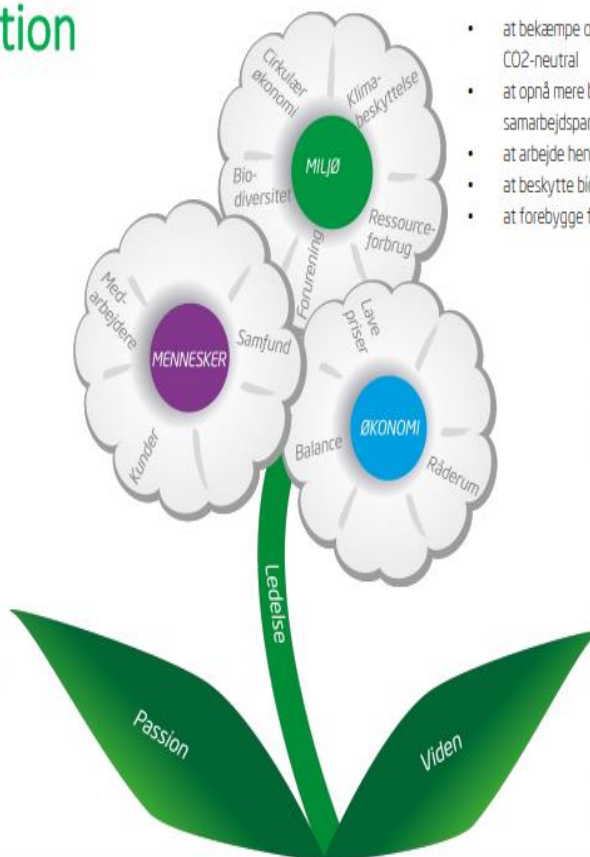 tion
at bekæmpe o
CO2-neutral
at opnå mere b
samarbejdspar
at arbejde hen
at beskytte bio
at forebygge f
Cirkulær
økonomi
Klima-
beskyttelse
MILJØ
Bio-
diversitet
Ressource-
forbrug
Forurening
Med-
arbejdere
Samfund
MENNESKER
Kunder
Lave
priser
ØKONOMI
Balance
Råderum
Ledelse
Passion
Viden